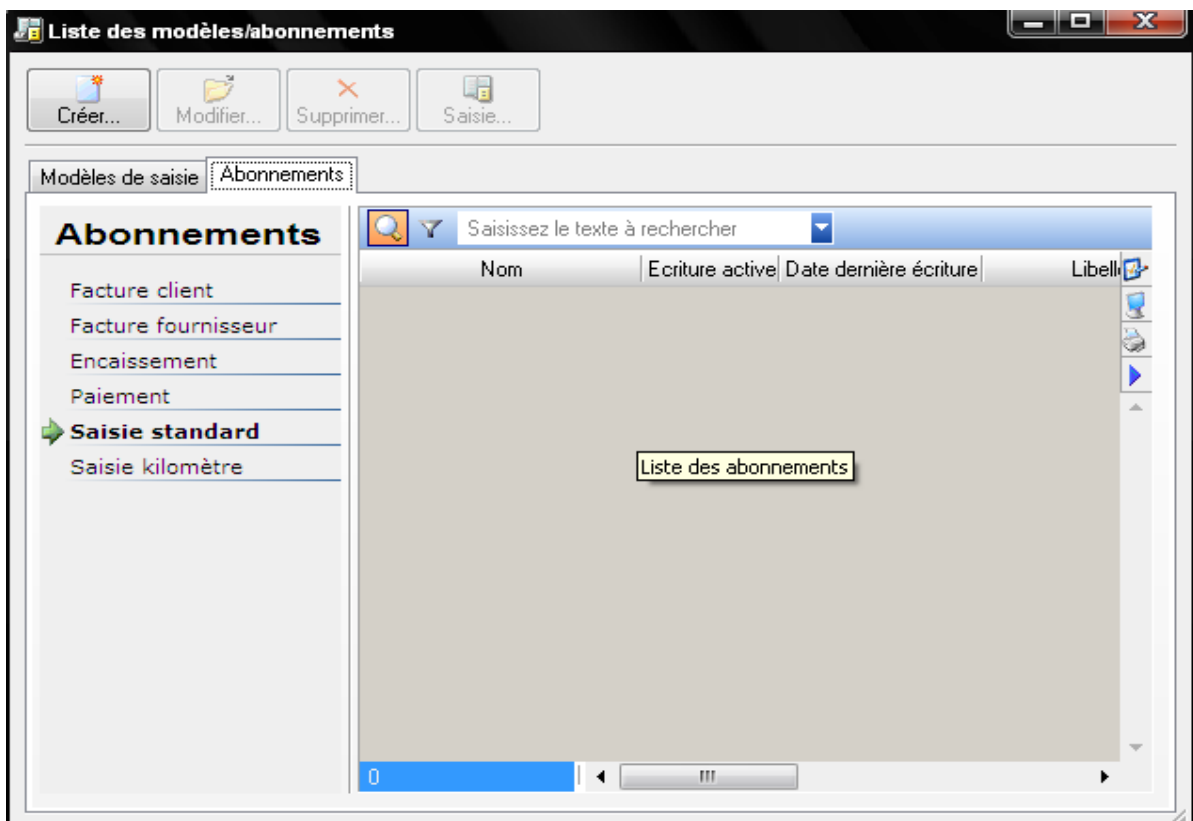 Liste des modèles/abonnements
Créer... Modifier... Supprimer... Saisie...
Modèles de saisie Abonnements
Abonnements
Saisissez le texte à rechercher
Nom Ecriture active Date dernière écriture Libell
Facture client
Facture fournisseur
Encaissement
Paiement
Saisie standard
Saisie kilomètre
Liste des abonnements
0